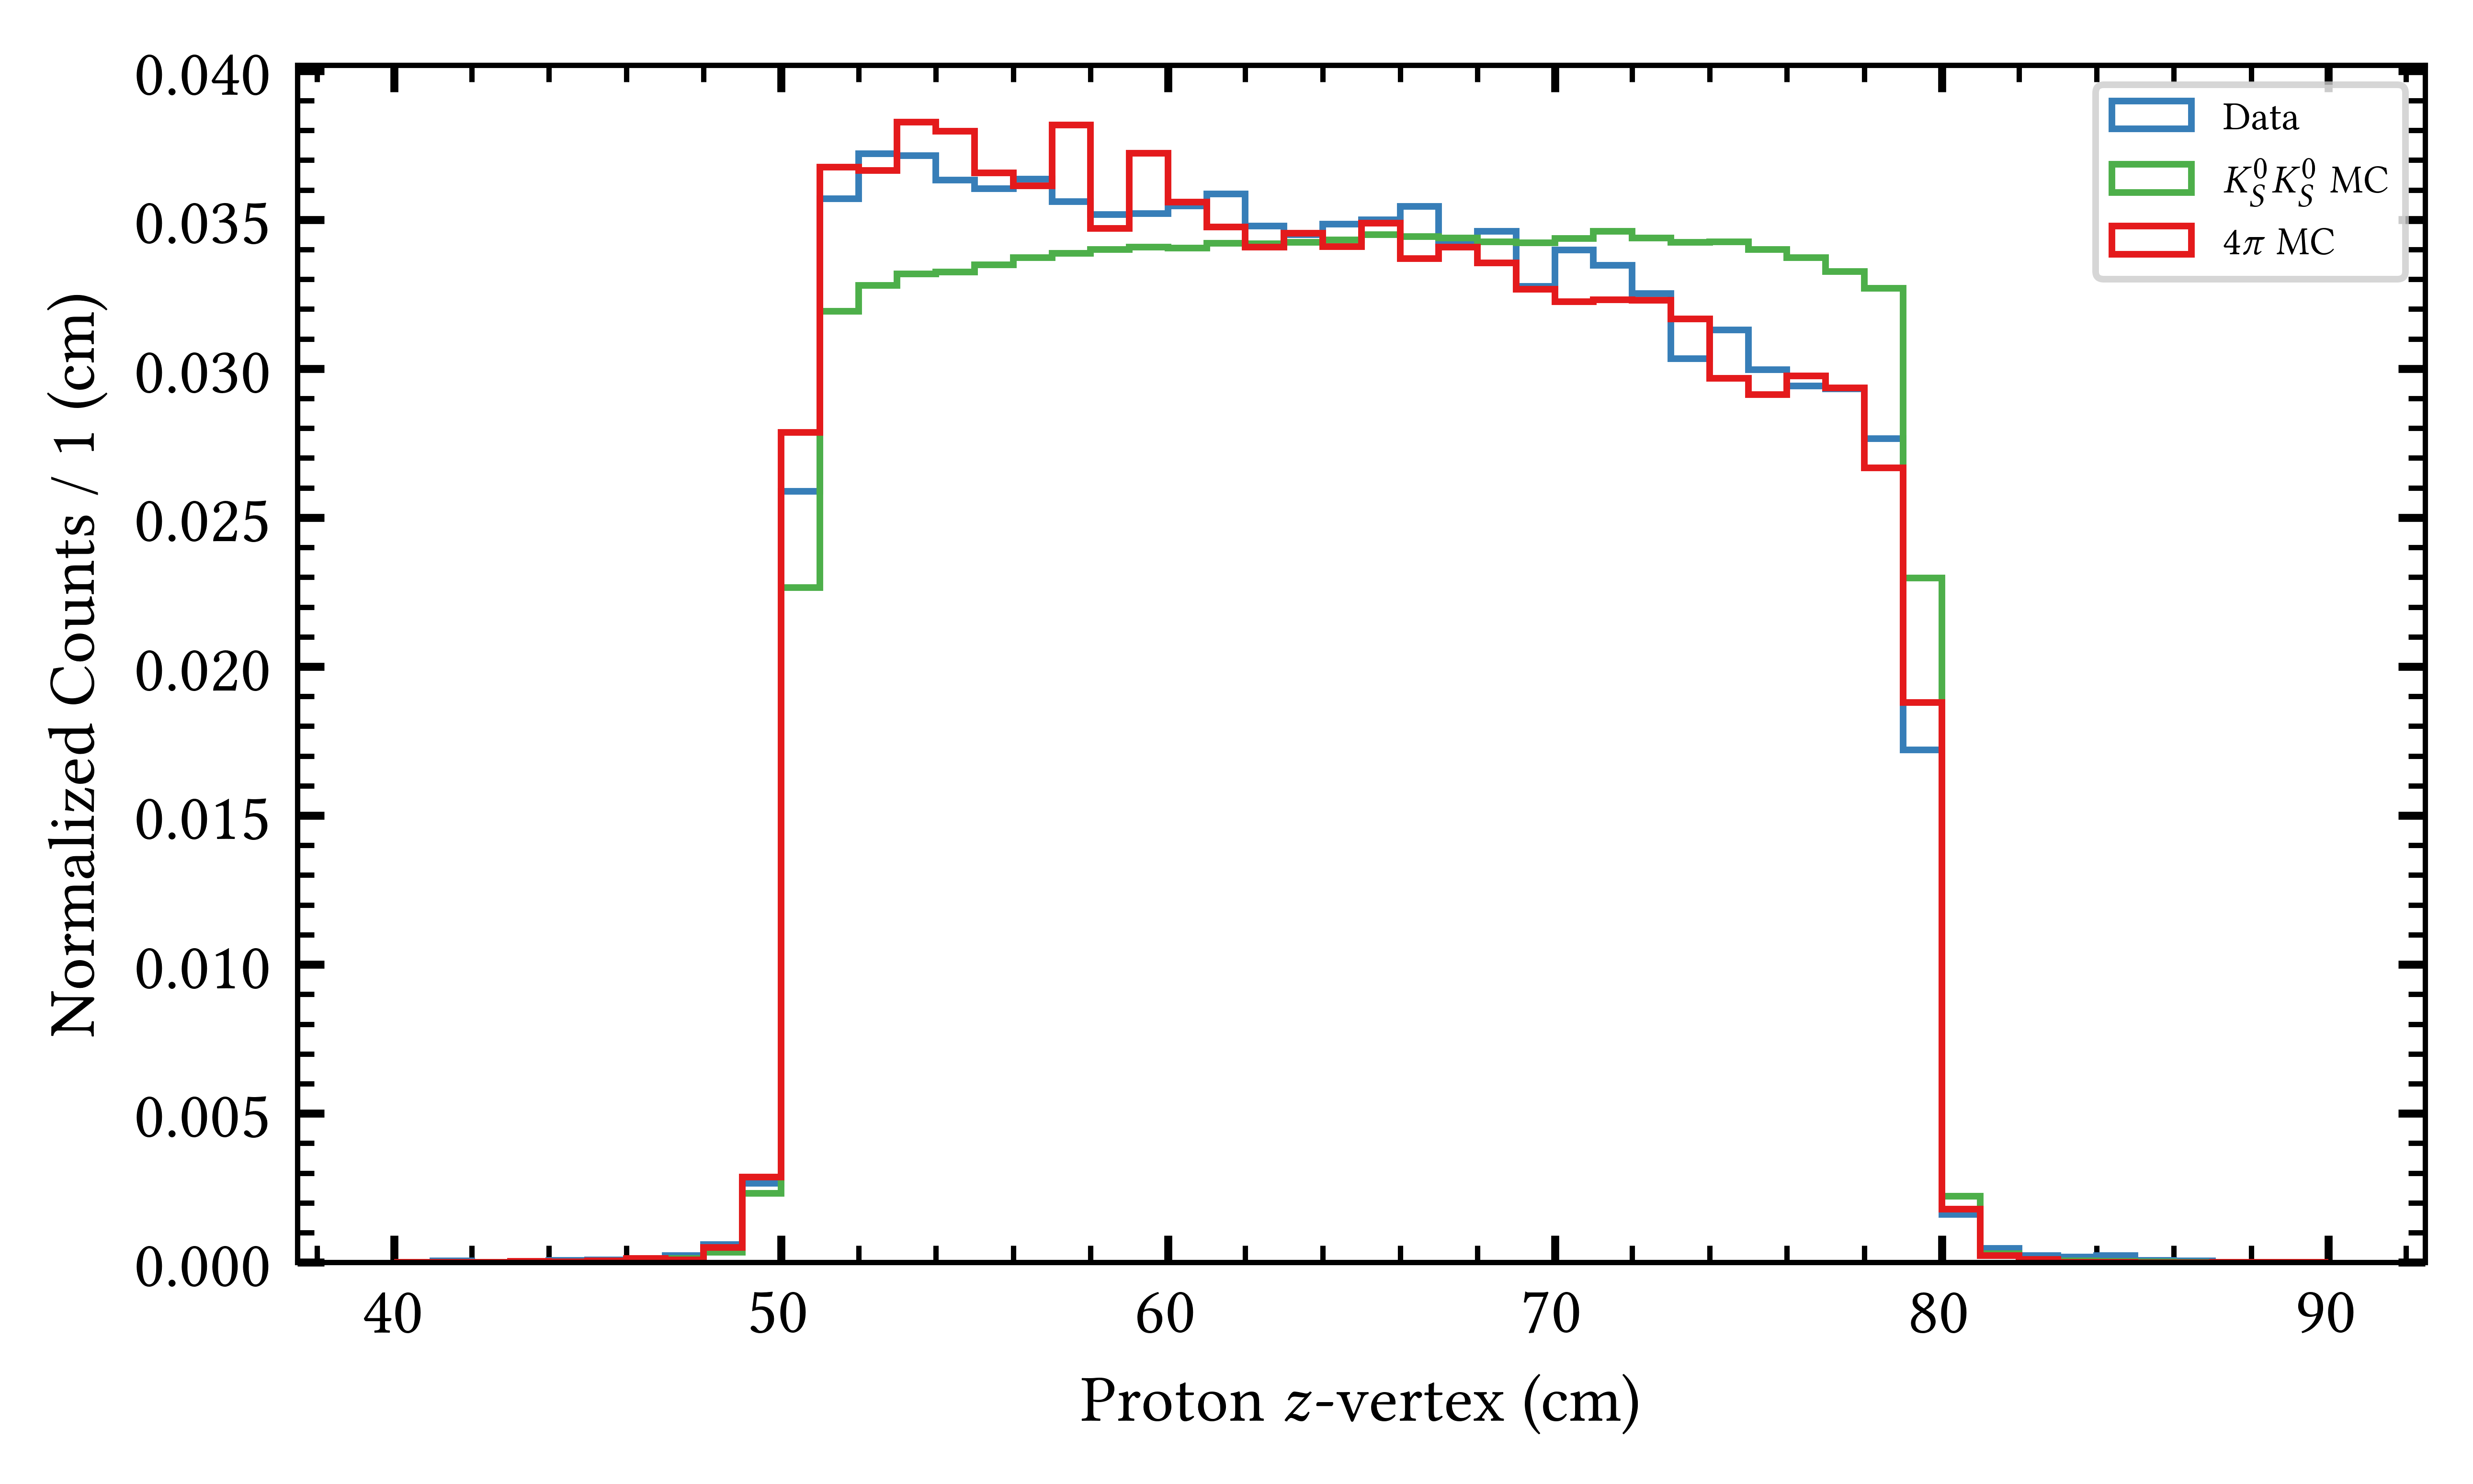 0.040
0.035
0.030
0.025
0.020
0.015
0.010
0.005
0.000
Normalized Counts / 1 (cm)
Data
$K_S^0 K_S^0$ MC
4π MC
40 50 60 70 80 90
Proton z-vertex (cm)